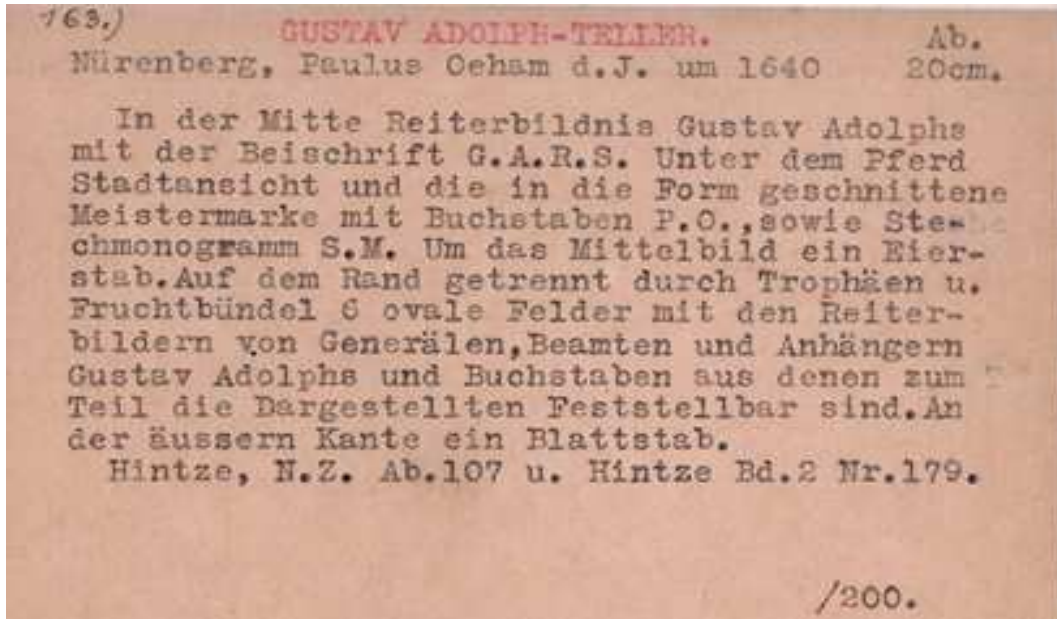 163.)
GUSTAV ADOLPH-TELLER. Ab.
Nürenberg, Paulus Oeham d.J. um 1640 20cm.
In der Mitte Reiterbildnis Gustav Adolphs
mit der Beischrift G.A.R.S. Unter dem Pferd
Stadtansicht und die in die Form geschnittene
Meistermarke mit Buchstaben P.O.,sowie Ste-
chmonogramm S.M. Um das Mittelbild ein Eier-
stab.Auf dem Rand getrennt durch Trophäen u.
Fruchtbündel 6 ovale Felder mit den Reiter-
bildern von Generälen,Beamten und Anhängern
Gustav Adolphs und Buchstaben aus denen zum
Teil die Dargestellten Feststellbar sind.An
der äussern Kante ein Blattstab.
Hintze, N.Z. Ab.107 u. Hintze Bd.2 Nr.179.
/200.